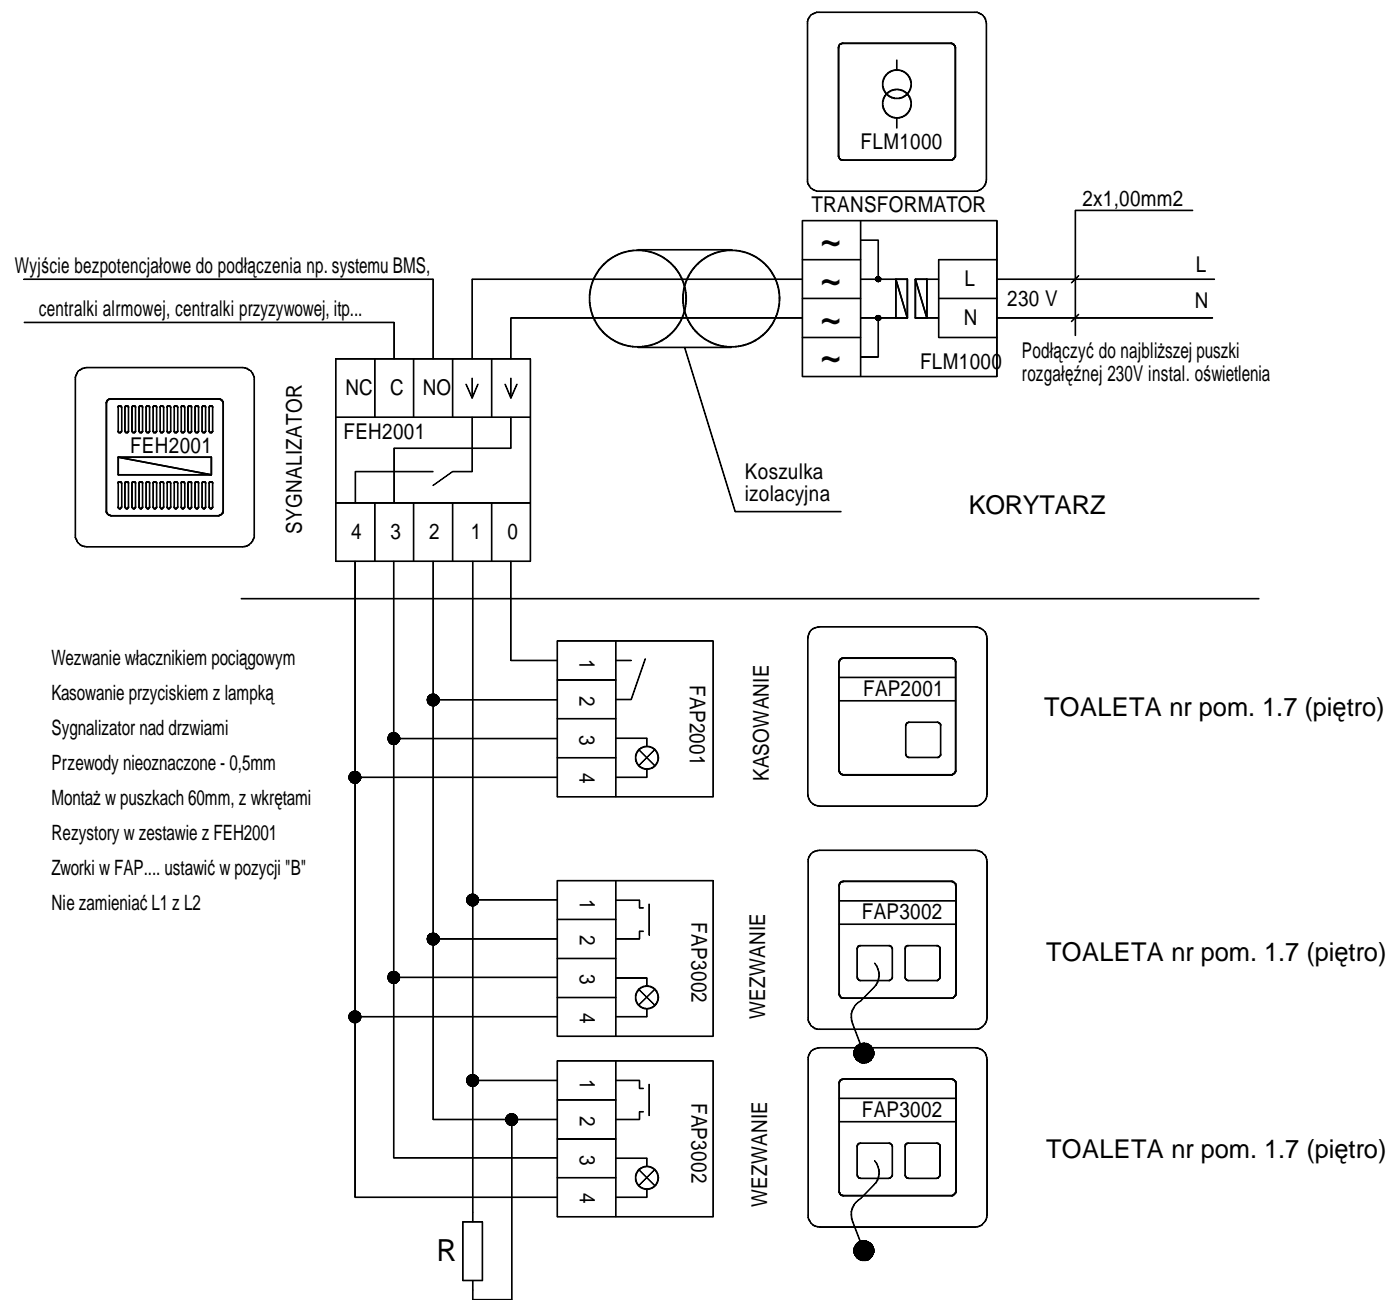 FLM1000
TRANSFORMATOR
2x1,00mm2
~
~
~
~
L
N
230 V
L
N
FLM1000
Podłączyć do najbliższej puszki
rozgałęźnej 230V instal. oświetlenia
Wyjście bezpotencjałowe do podłączenia np. systemu BMS,
centralki alrmowej, centralki przyzywowej, itp...
Koszulka
izolacyjna
KORYTARZ
FEH2001
SYGNALIZATOR
NC C NO ↓ ↓
FEH2001
4 3 2 1 0
Wezwanie włacznikiem pociągowym
Kasowanie przyciskiem z lampką
Sygnalizator nad drzwiami
Przewody nieoznaczone - 0,5mm
Montaż w puszkach 60mm, z wkrętami
Rezystory w zestawie z FEH2001
Zworki w FAP.... ustawić w pozycji "B"
Nie zamieniać L1 z L2
1
2
3
4
FAP2001
KASOWANIE
FAP2001
TOALETA nr pom. 1.7 (piętro)
1
2
3
4
FAP3002
WEZWANIE
FAP3002
TOALETA nr pom. 1.7 (piętro)
1
2
3
4
FAP3002
WEZWANIE
FAP3002
TOALETA nr pom. 1.7 (piętro)
R